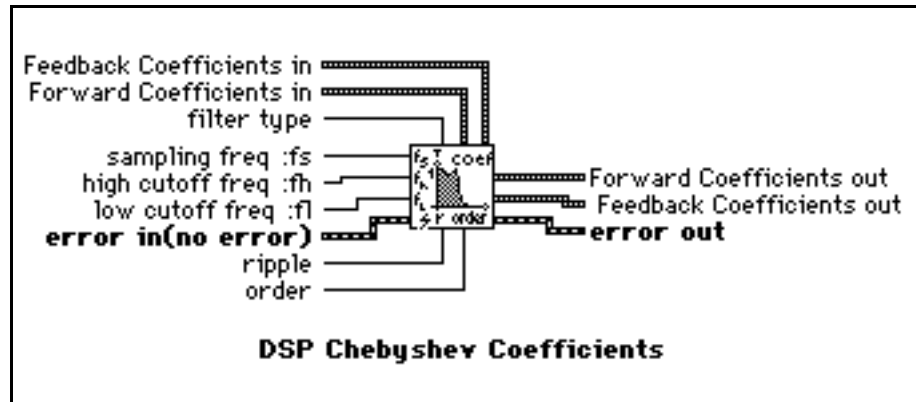 Feedback Coefficients in
Forward Coefficients in
filter type
sampling freq :fs
high cutoff freq :fh
low cutoff freq :fl
error in(no error)
ripple
order
coef
order
Forward Coefficients out
Feedback Coefficients out
error out
DSP Chebyshev Coefficients